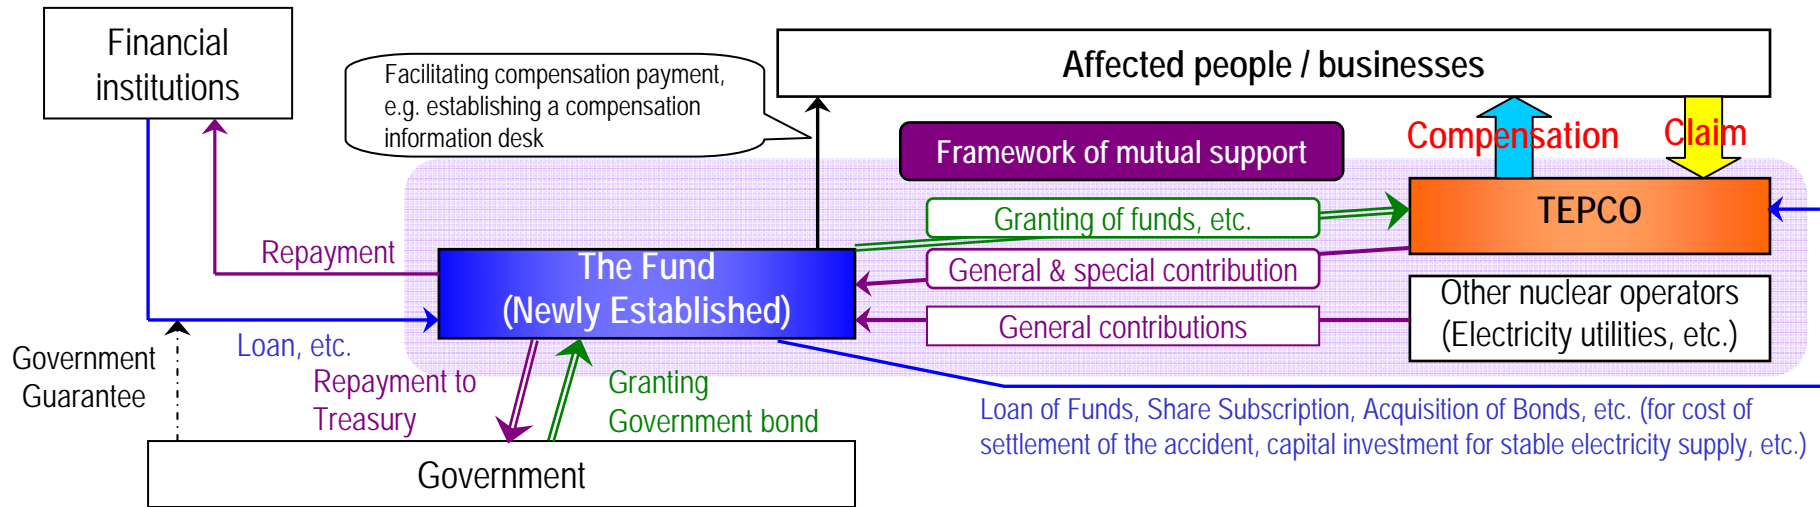 Financial
institutions
Facilitating compensation payment,
e.g. establishing a compensation
information desk
Affected people / businesses
Framework of mutual support
Compensation
Claim
Granting of funds, etc.
TEPCO
Repayment
The Fund
(Newly Established)
General & special contribution
General contributions
Other nuclear operators
(Electricity utilities, etc.)
Government
Guarantee
Loan, etc.
Repayment to
Treasury
Granting
Government bond
Loan of Funds, Share Subscription, Acquisition of Bonds, etc. (for cost of
settlement of the accident, capital investment for stable electricity supply, etc.)
Government